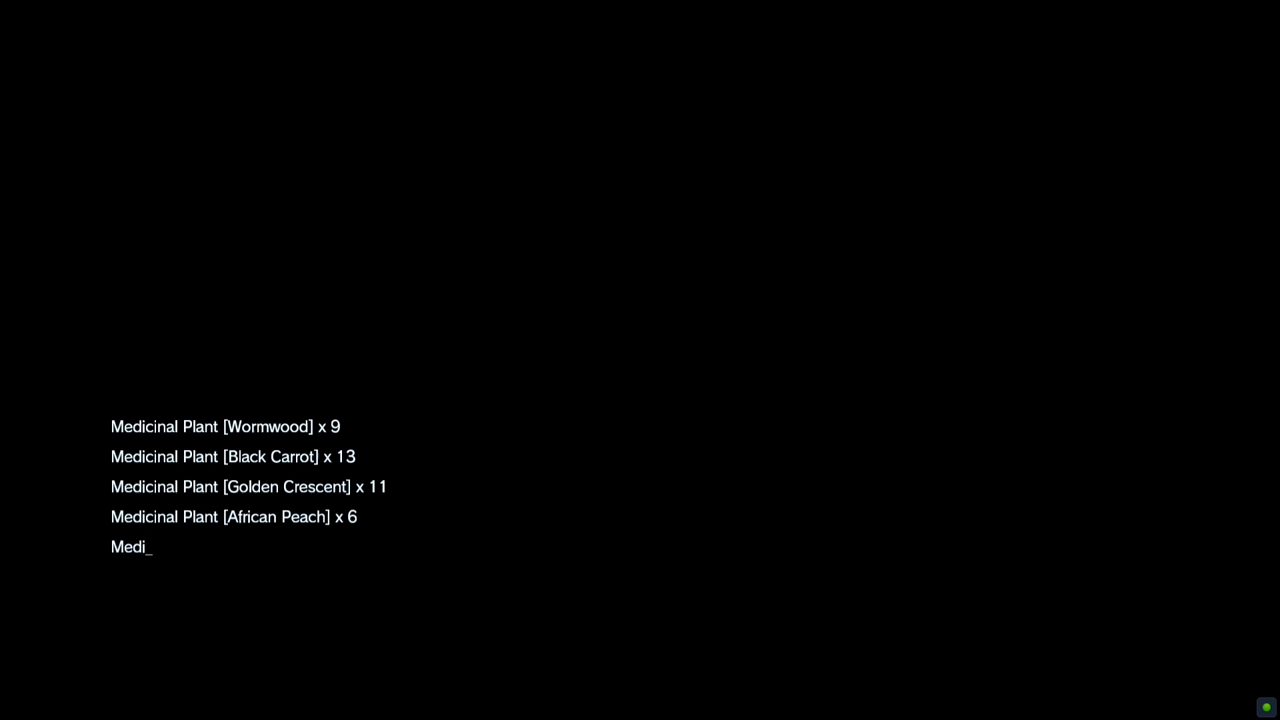 Medicinal Plant [Wormwood] x 9
Medicinal Plant [Black Carrot] x 13
Medicinal Plant [Golden Crescent] x 11
Medicinal Plant [African Peach] x 6
Medi_